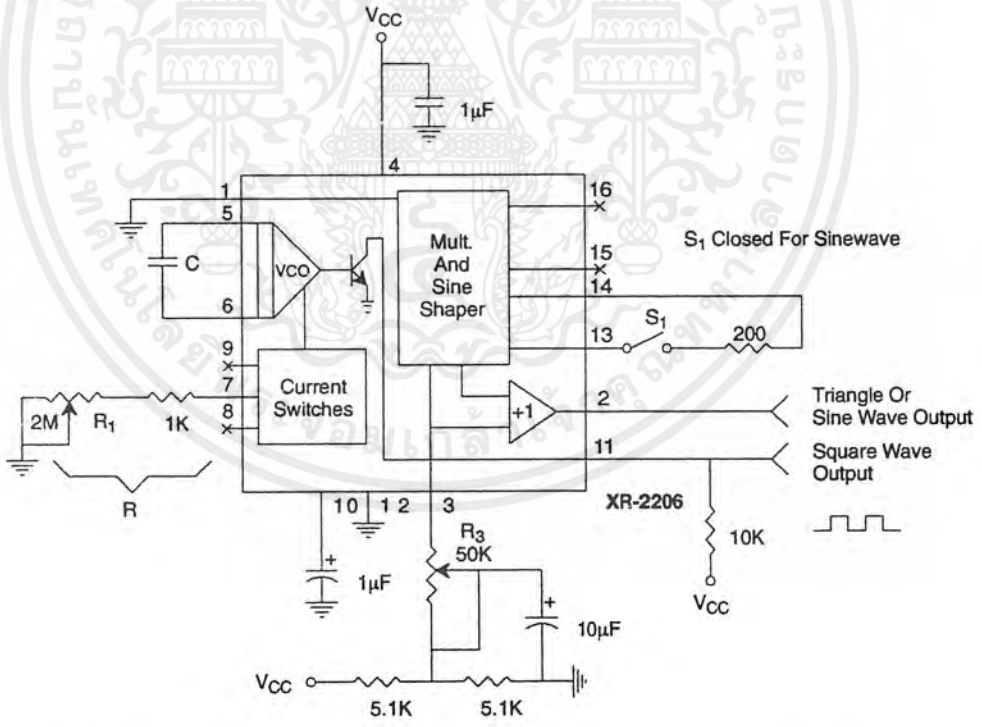 VCC
1µF
4
1
16
5
S1 Closed For Sinewave
Mult.
And
Sine
Shaper
15
C
VCO
14
6
13
S1
200
9
7
Current
Switches
8
2M
R1
1K
+1
2
Triangle Or
Sine Wave Output
11
Square Wave
Output
R
10
1 2
3
XR-2206
R3
50K
10K
+
1µF
+
10µF
VCC
VCC
5.1K
5.1K